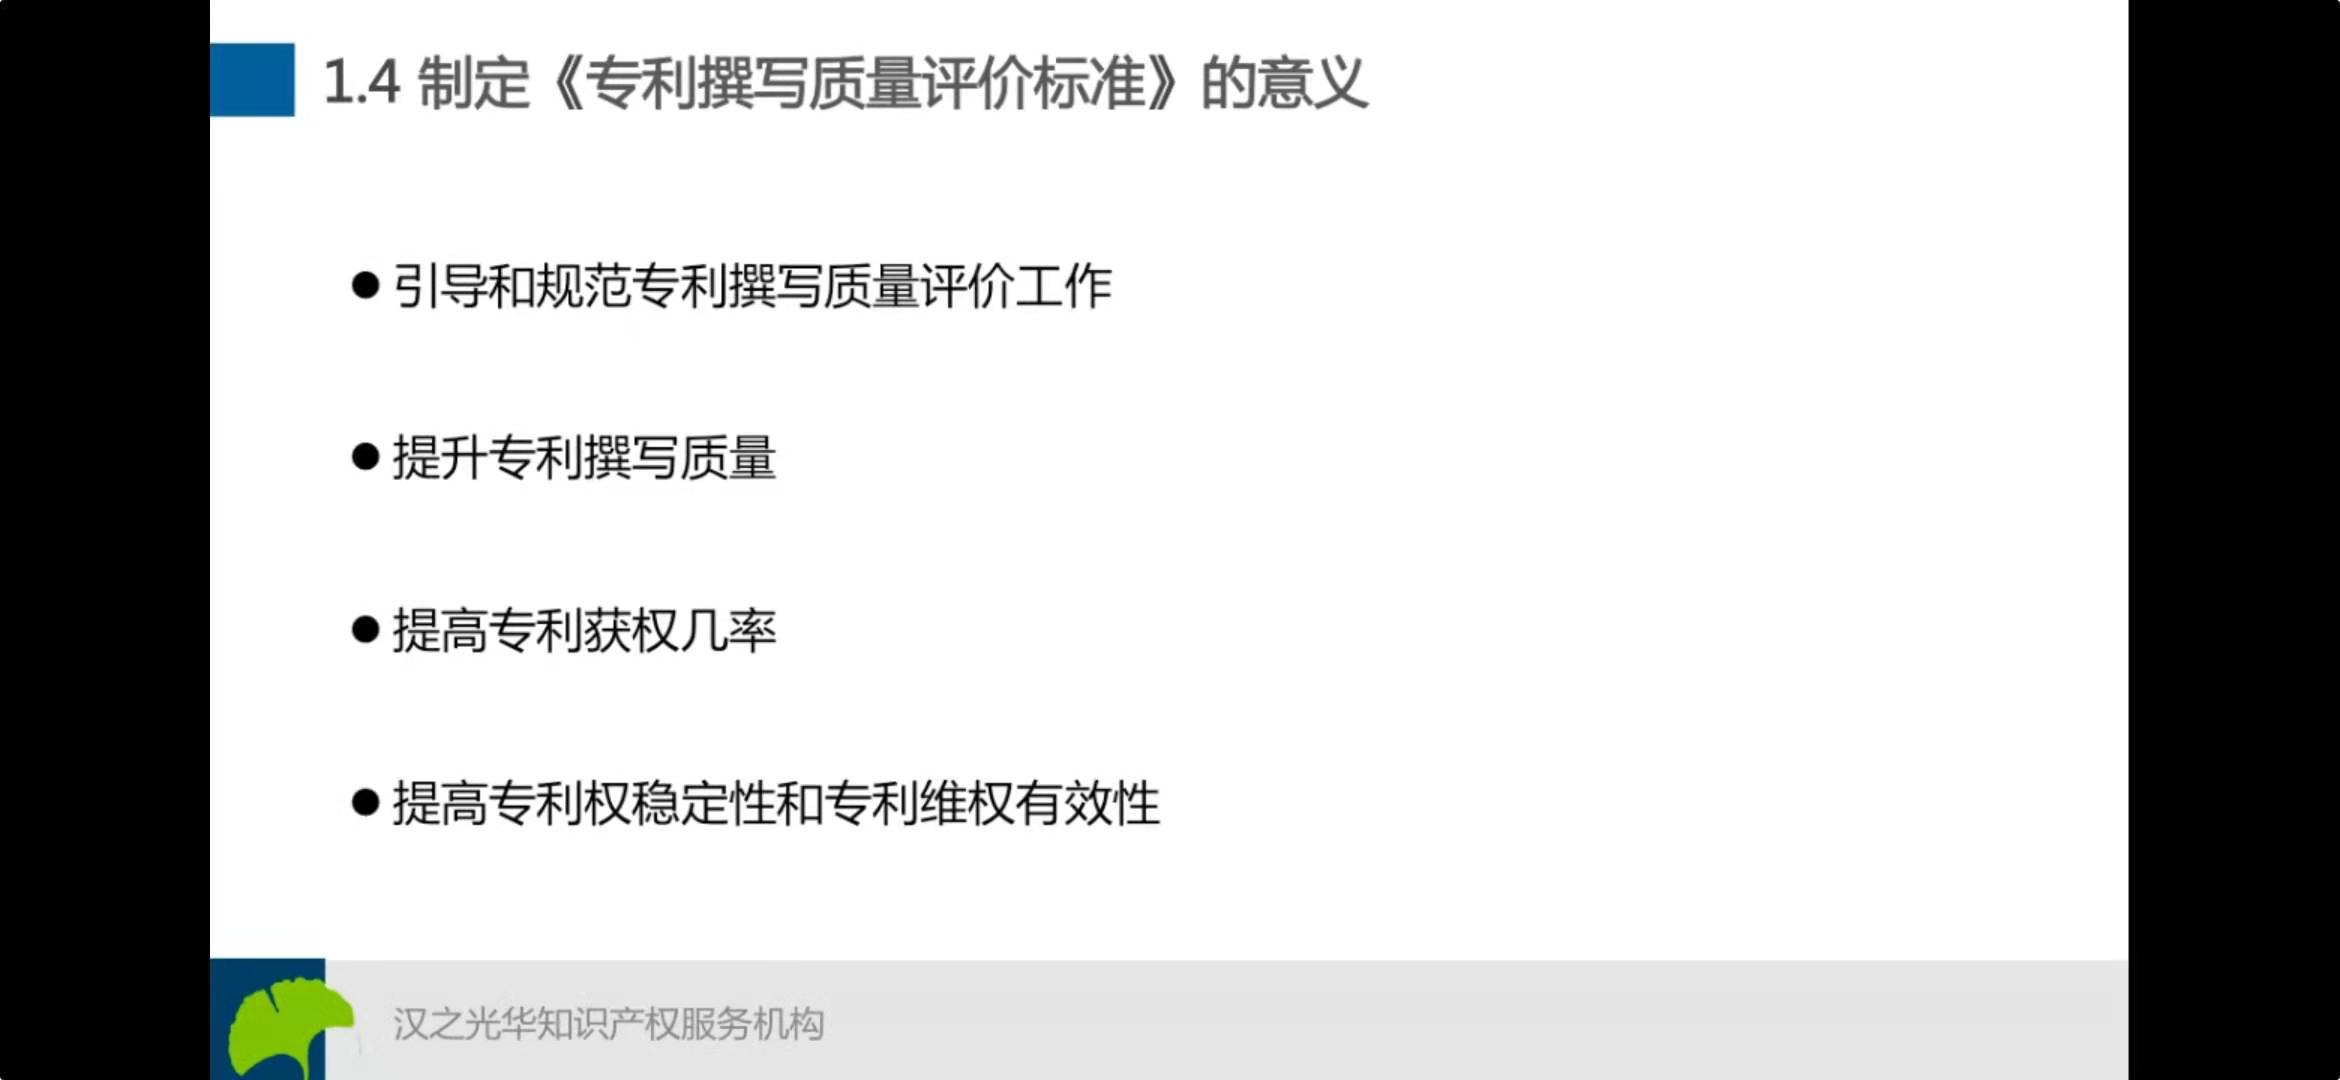 1.4 制定《专利撰写质量评价标准》的意义
●引导和规范专利撰写质量评价工作
●提升专利撰写质量
●提高专利获权几率
●提高专利权稳定性和专利维权有效性
汉之光华知识产权服务机构